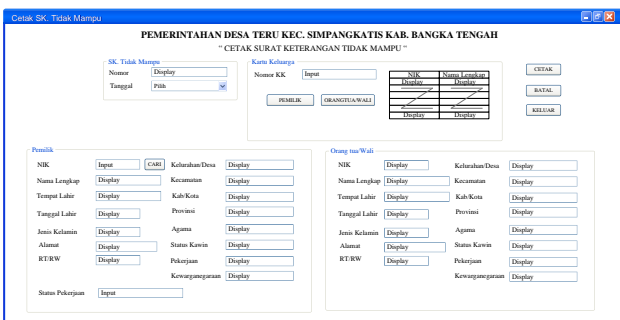 Cetak SK. Tidak Mampu
PEMERINTAHAN DESA TERU KEC. SIMPANGKATIS KAB. BANGKA TENGAH
" CETAK SURAT KETERANGAN TIDAK MAMPU "
SK. Tidak Mampu
Nomor Display
Tanggal Pilih
Kartu Keluarga
Nomor KK Input
PEMILIK ORANGTUA/WALI
NIK Nama Lengkap
Display Display
Display Display
CETAK
BATAL
KELUAR
Pemilik
NIK Input CARI Kelurahan/Desa Display
Nama Lengkap Display Kecamatan Display
Tempat Lahir Display Kab/Kota Display
Tanggal Lahir Display Provinsi Display
Jenis Kelamin Display Agama Display
Alamat Display Status Kawin Display
RT/RW Display Pekerjaan Display
Kewarganegaraan Display
Status Pekerjaan Input
Orang tua/Wali
NIK Display Kelurahan/Desa Display
Nama Lengkap Display Kecamatan Display
Tempat Lahir Display Kab/Kota Display
Tanggal Lahir Display Provinsi Display
Jenis Kelamin Display Agama Display
Alamat Display Status Kawin Display
RT/RW Display Pekerjaan Display
Kewarganegaraan Display